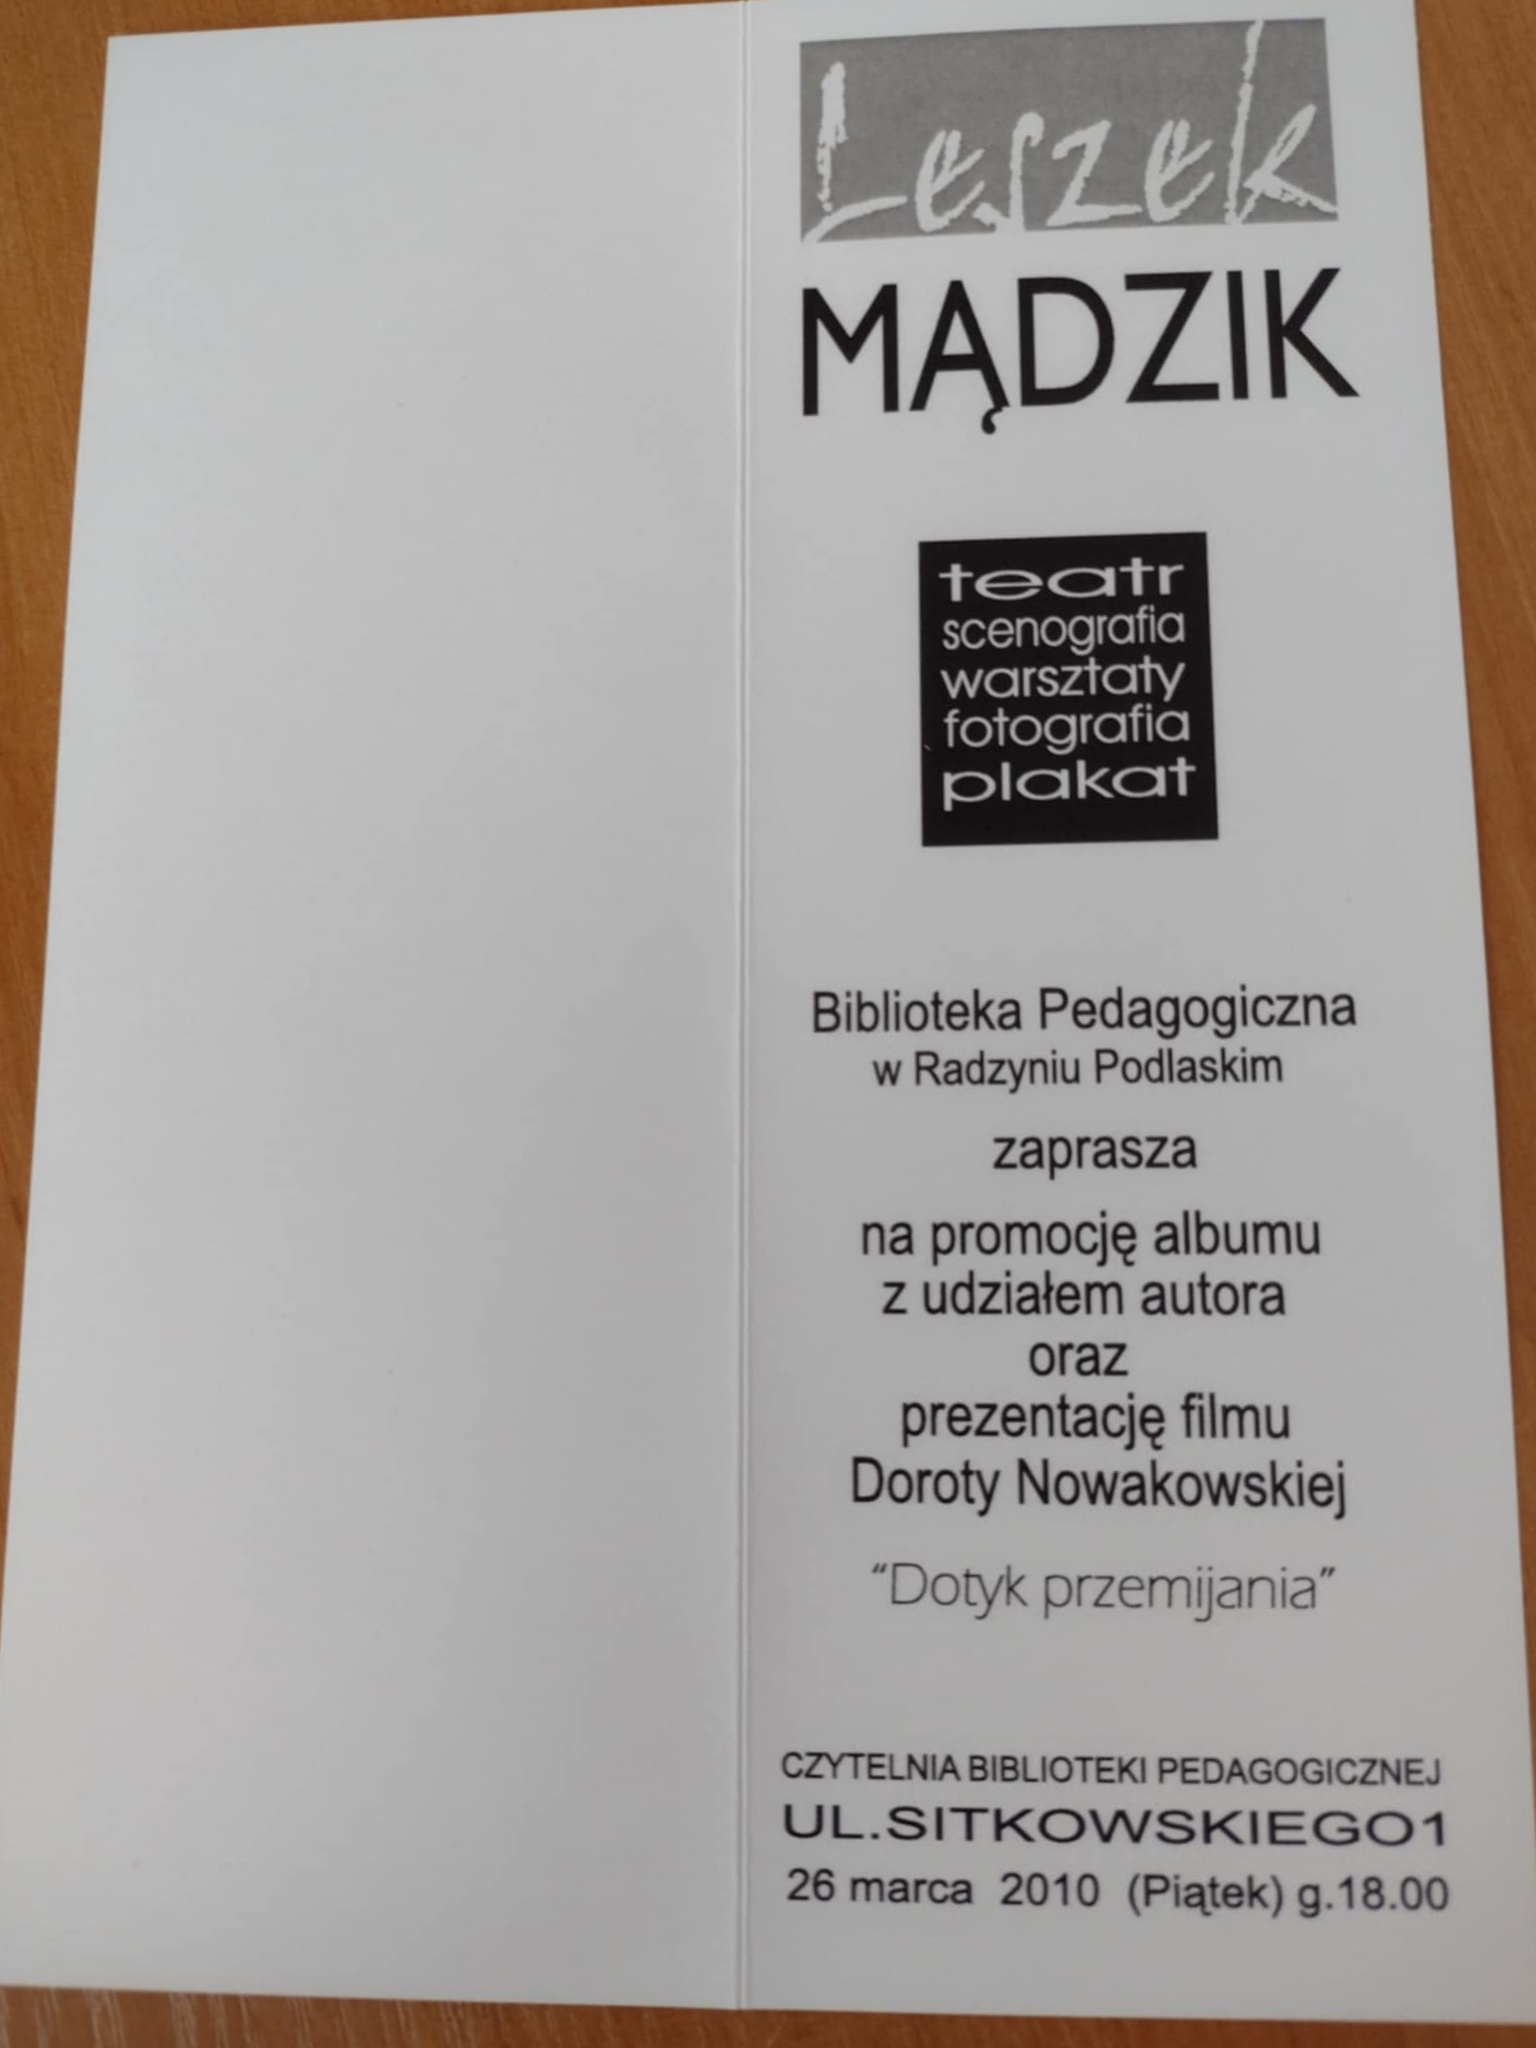 Leszek
MĄDZIK
teatr
scenografia
warsztaty
fotografia
plakat
Biblioteka Pedagogiczna
w Radzyniu Podlaskim
zaprasza
na promocję albumu
z udziałem autora
oraz
prezentację filmu
Doroty Nowakowskiej
“Dotyk przemijania”
CZYTELNIA BIBLIOTEKI PEDAGOGICZNEJ
UL.SITKOWSKIEGO1
26 marca 2010 (Piątek) g.18.00